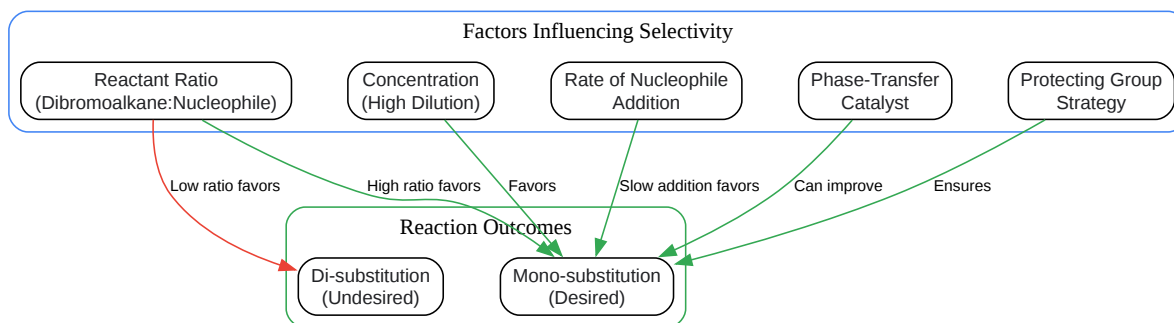 Factors Influencing Selectivity
Reactant Ratio
(Dibromoalkane:Nucleophile)
Concentration
(High Dilution)
Rate of Nucleophile
Addition
Phase-Transfer
Catalyst
Protecting Group
Strategy
Low ratio favors
High ratio favors
Favors
Slow addition favors
Can improve
Ensures
Reaction Outcomes
Di-substitution
(Undesired)
Mono-substitution
(Desired)